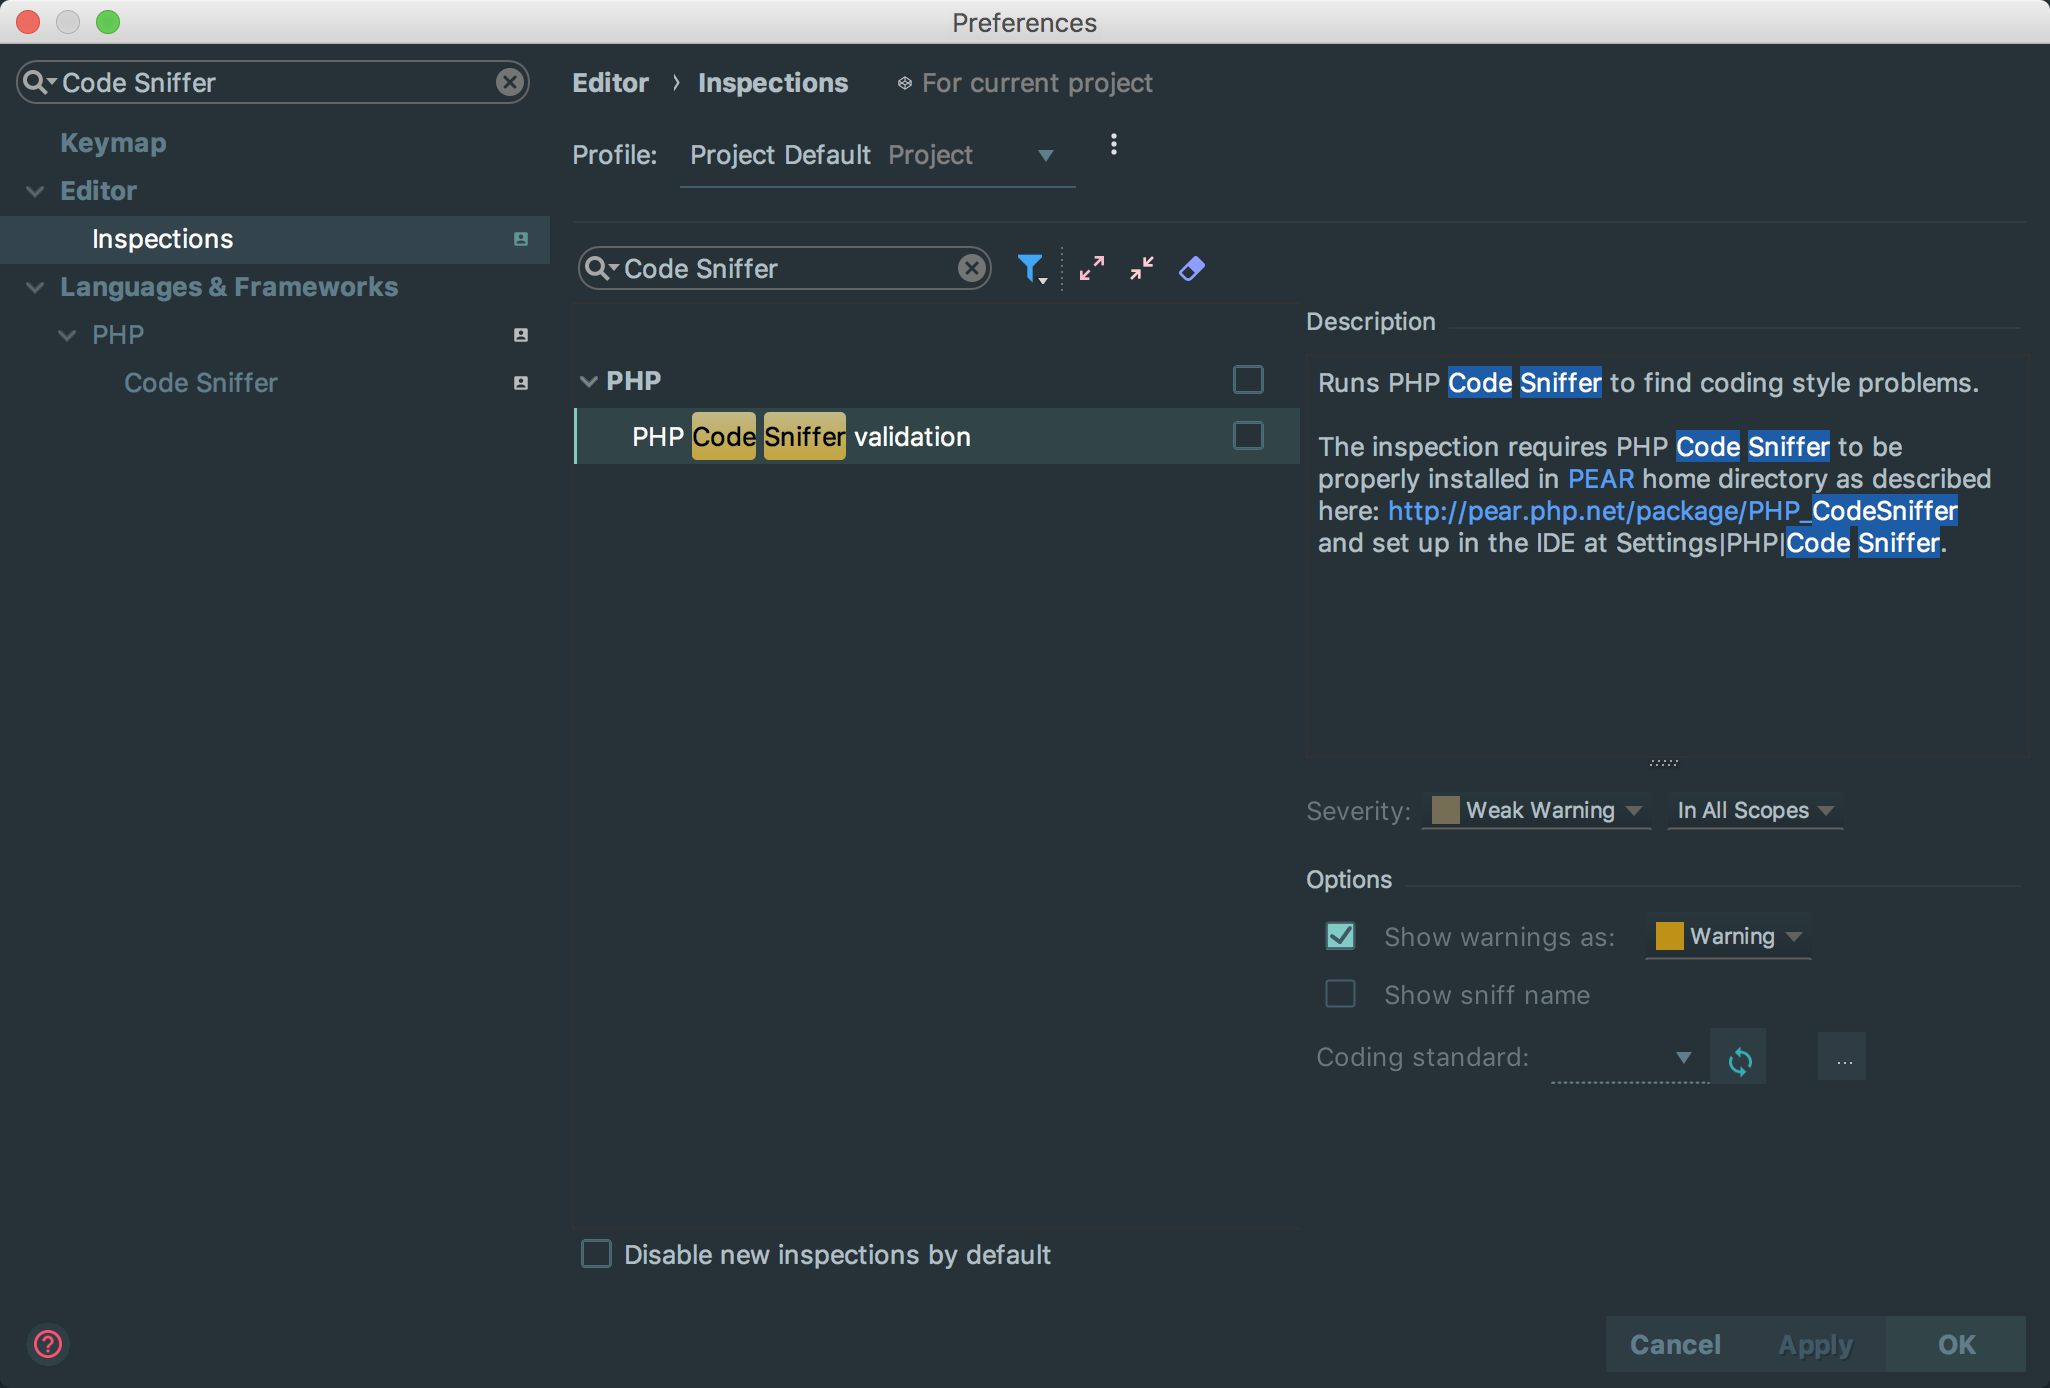 Preferences
Code Sniffer
Keymap
Editor
Inspections
Languages & Frameworks
PHP
Code Sniffer
Editor › Inspections For current project
Profile: Project Default Project
Code Sniffer
PHP
PHP Code Sniffer validation
Disable new inspections by default
Description
Runs PHP Code Sniffer to find coding style problems.
The inspection requires PHP Code Sniffer to be
properly installed in PEAR home directory as described
here: http://pear.php.net/package/PHP_CodeSniffer
and set up in the IDE at Settings|PHP|Code Sniffer.
Severity: Weak Warning In All Scopes
Options
Show warnings as: Warning
Show sniff name
Coding standard: ...
?
Cancel Apply OK